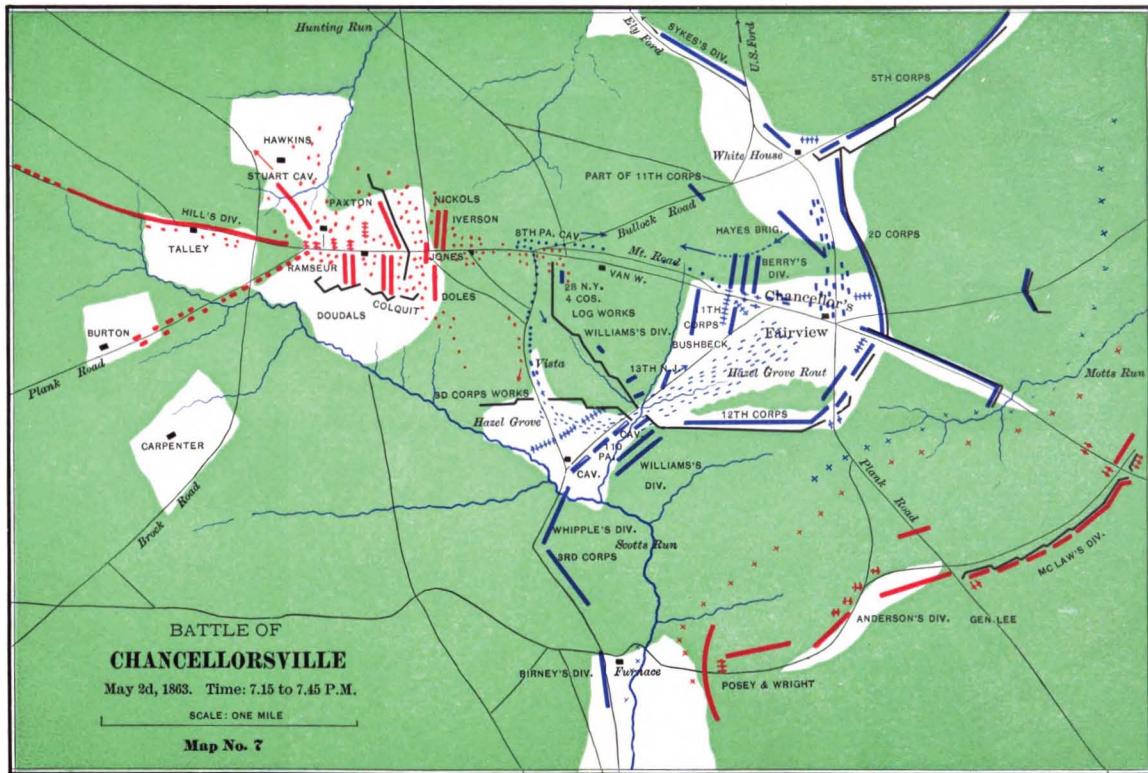 Hunting Run
Ely Ford
SYKES'S DIV.
U.S. Ford
5TH CORPS
HAWKINS
STUART CAV.
White House
PART OF 11TH CORPS
HILL'S DIV.
PAXTON
NICKOLS
IVERSON
TALLEY
8TH PA. CAV.
Bullock Road
HAYES BRIG.
2D CORPS
Mt. Road
RAMSEUR
JONES
VAN W.
BERRY'S
DIV.
DOLES
COLQUIT
DOUDALS
28 N.Y.
4 COS.
LOG WORKS
Chancellor's
11TH
CORPS
BUSHBECK
Fairview
BURTON
WILLIAMS'S DIV.
Plank Road
Vista
13TH N.J.
Hazel Grove Rout
Motts Run
3D CORPS WORKS
Hazel Grove
12TH CORPS
CARPENTER
CAV.
110
PA.
CAV.
WILLIAMS'S
DIV.
Plank Road
Brock Road
WHIPPLE'S DIV.
Scotts Run
3RD CORPS
MC LAW'S DIV.
ANDERSON'S DIV.
GEN. LEE
BIRNEY'S DIV.
Furnace
POSEY & WRIGHT
BATTLE OF
CHANCELLORSVILLE
May 2d, 1863. Time: 7.15 to 7.45 P.M.
SCALE: ONE MILE
Map No. 7